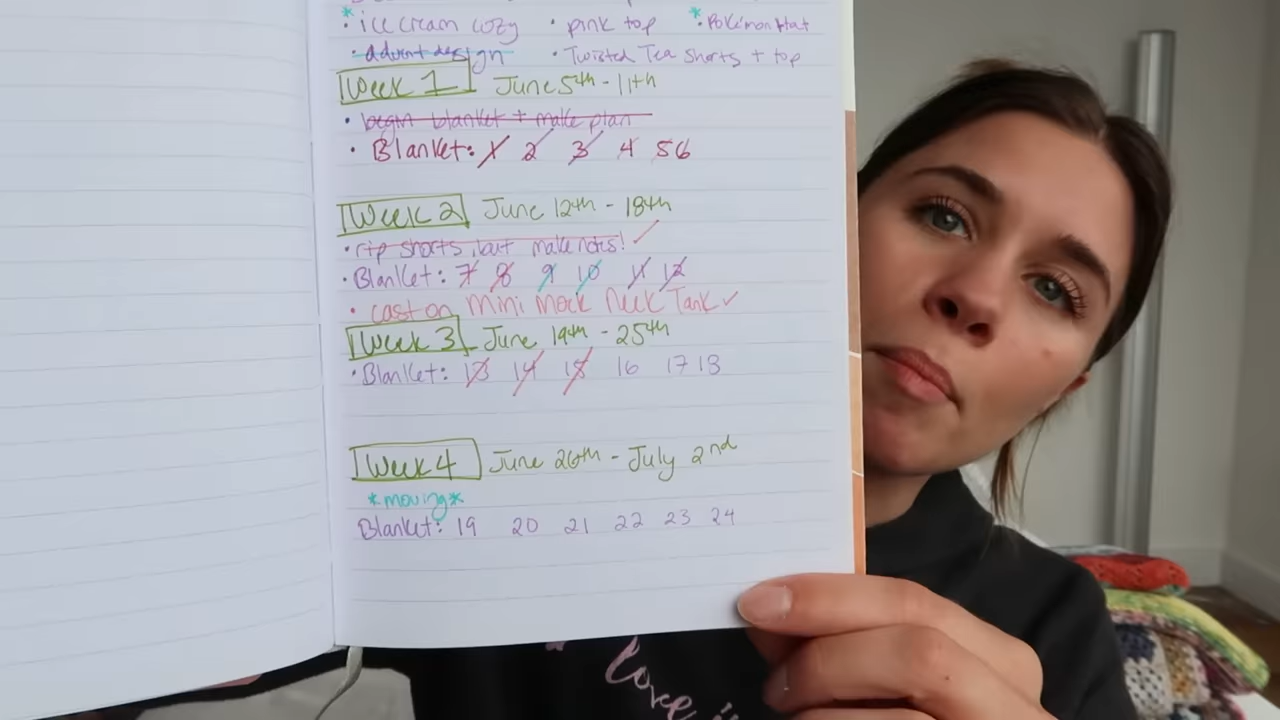 * • ice cream cozy • pink top * • Pokémon Hat
• advent design • Twisted Tea Shorts + top
Week 1 June 5th - 11th
• begin blanket + make plan
• Blanket: 1 2 3 4 5 6
Week 2 June 12th - 18th
• rip shorts, but make notes! ✓
• Blanket: 7 8 9 10 11 12
• cast on Mini Mock Neck Tank ✓
Week 3 June 19th - 25th
• Blanket: 13 14 15 16 17 18
Week 4 June 26th - July 2nd
*moving*
Blanket: 19 20 21 22 23 24
love